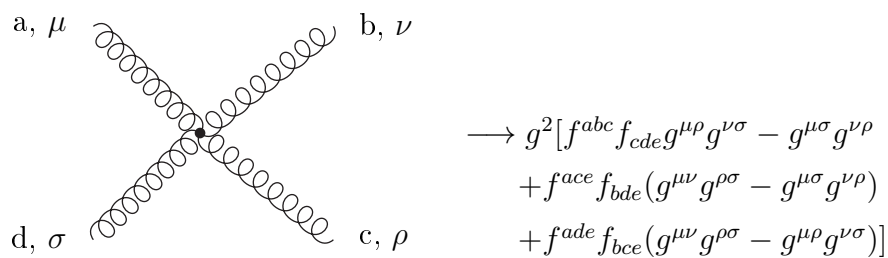 a, μ
b, ν
⟶ g²[f^{abc} f_{cde} g^{μρ} g^{νσ} − g^{μσ} g^{νρ}
+f^{ace} f_{bde}(g^{μν} g^{ρσ} − g^{μσ} g^{νρ})
+f^{ade} f_{bce}(g^{μν} g^{ρσ} − g^{μρ} g^{νσ})]
d, σ
c, ρ